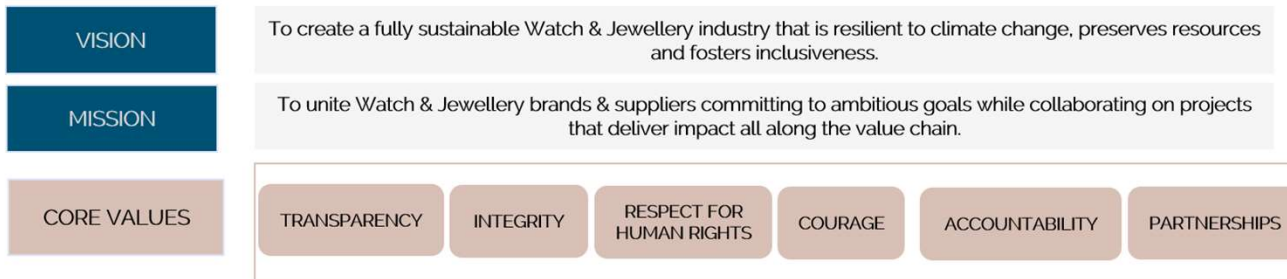 VISION
To create a fully sustainable Watch & Jewellery industry that is resilient to climate change, preserves resources
and fosters inclusiveness.
MISSION
To unite Watch & Jewellery brands & suppliers committing to ambitious goals while collaborating on projects
that deliver impact all along the value chain.
CORE VALUES
TRANSPARENCY
INTEGRITY
RESPECT FOR
HUMAN RIGHTS
COURAGE
ACCOUNTABILITY
PARTNERSHIPS